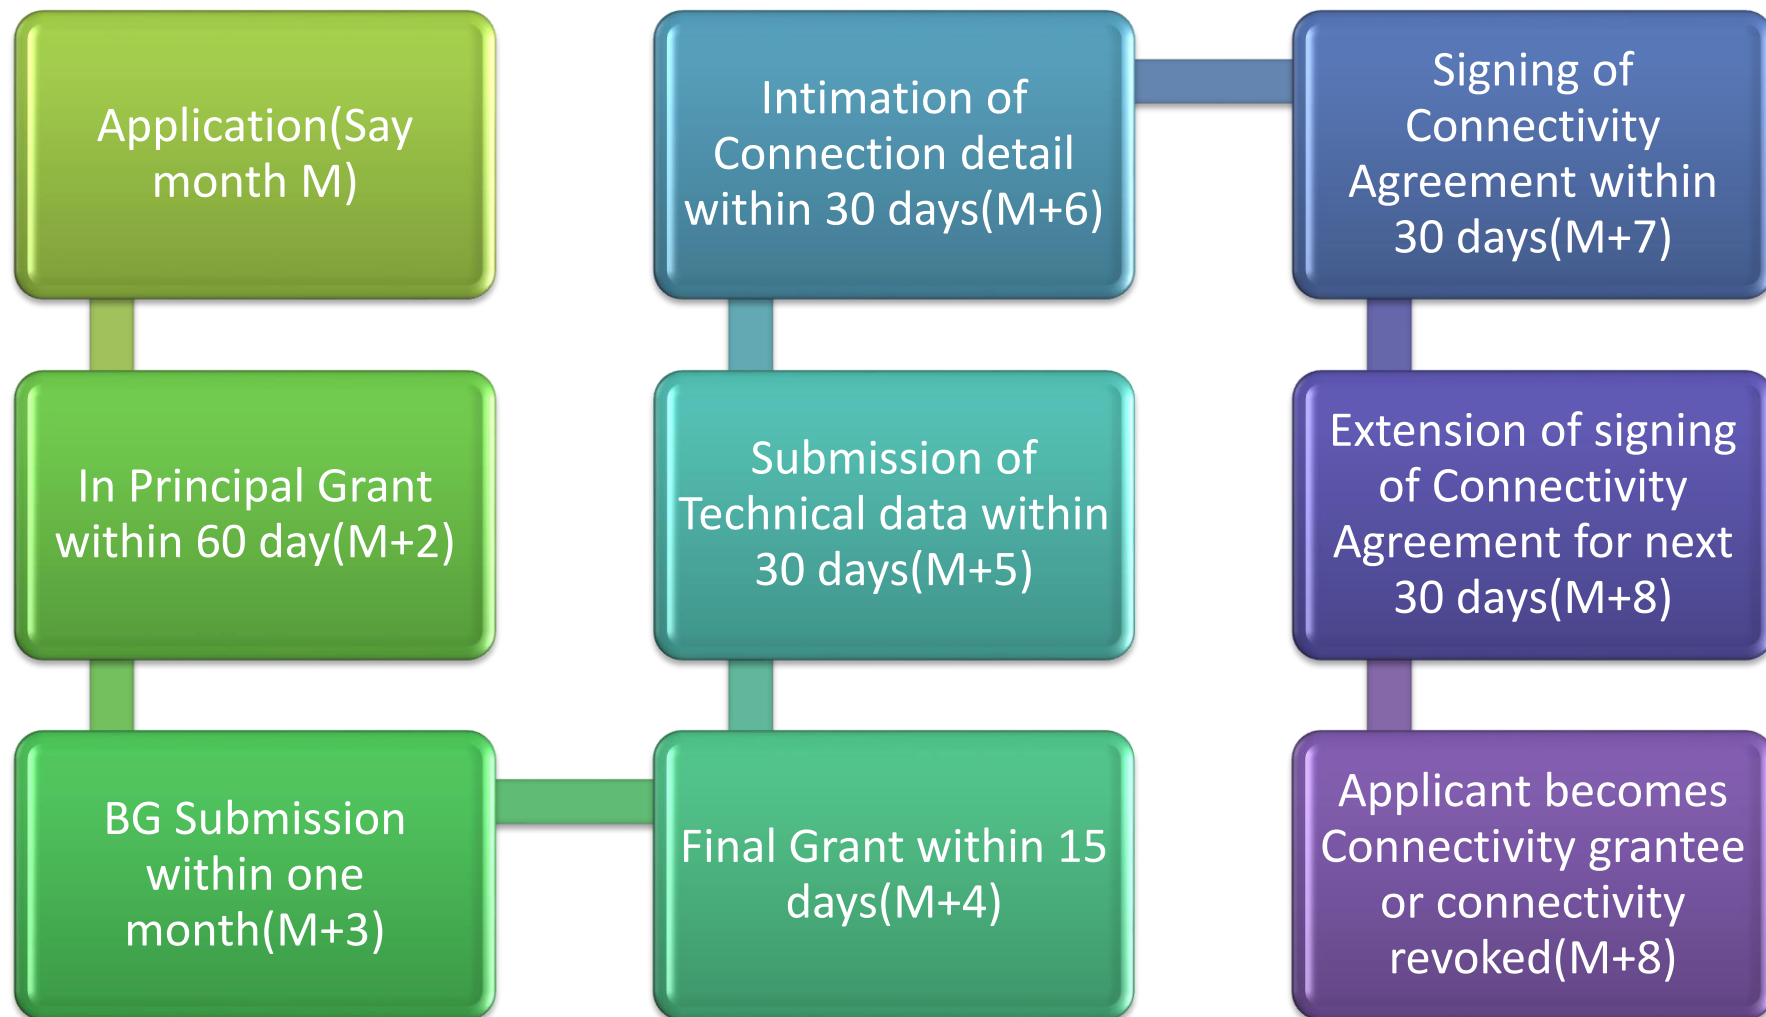 Application(Say
month M)
In Principal Grant
within 60 day(M+2)
BG Submission
within one
month(M+3)
Final Grant within 15
days(M+4)
Submission of
Technical data within
30 days(M+5)
Intimation of
Connection detail
within 30 days(M+6)
Signing of
Connectivity
Agreement within
30 days(M+7)
Extension of signing
of Connectivity
Agreement for next
30 days(M+8)
Applicant becomes
Connectivity grantee
or connectivity
revoked(M+8)